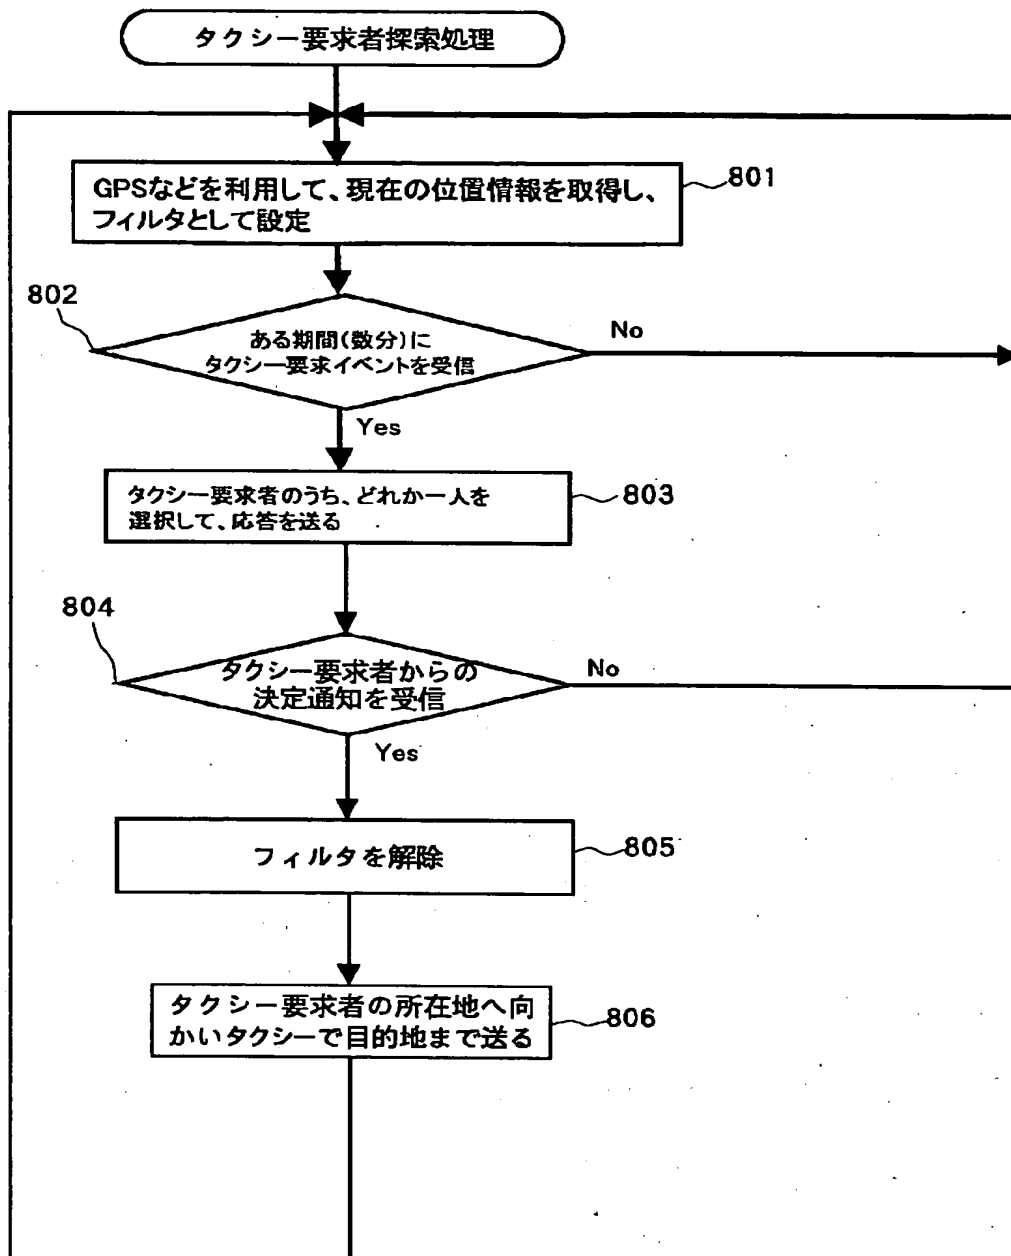 タクシー要求者探索処理
GPSなどを利用して、現在の位置情報を取得し、
フィルタとして設定
801
802
ある期間(数分)に
タクシー要求イベントを受信
No
Yes
タクシー要求者のうち、どれか一人を
選択して、応答を送る
803
804
タクシー要求者からの
決定通知を受信
No
Yes
フィルタを解除
805
タクシー要求者の所在地へ向
かいタクシーで目的地まで送る
806